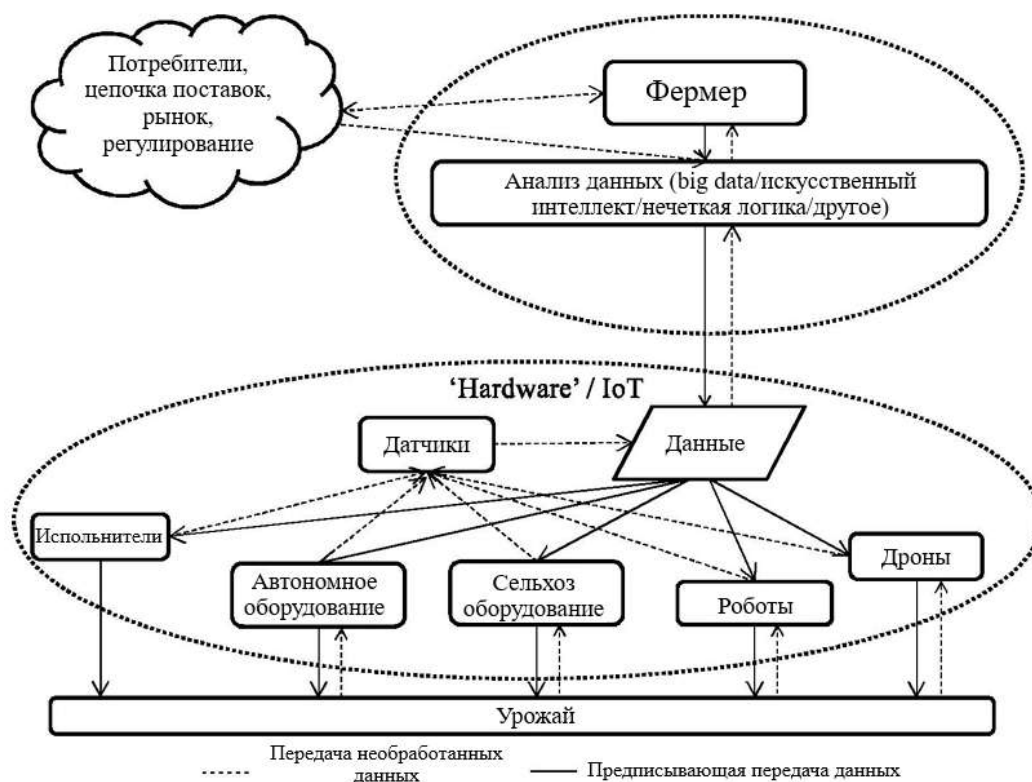 Потребители,
цепочка поставок,
рынок,
регулирование
Фермер
Анализ данных (big data/искусственный
интеллект/нечеткая логика/другое)
‘Hardware’ / IoT
Датчики
Данные
Испольнители
Автономное
оборудование
Сельхоз
оборудование
Роботы
Дроны
Урожай
Передача необработанных
данных
Предписывающая передача данных